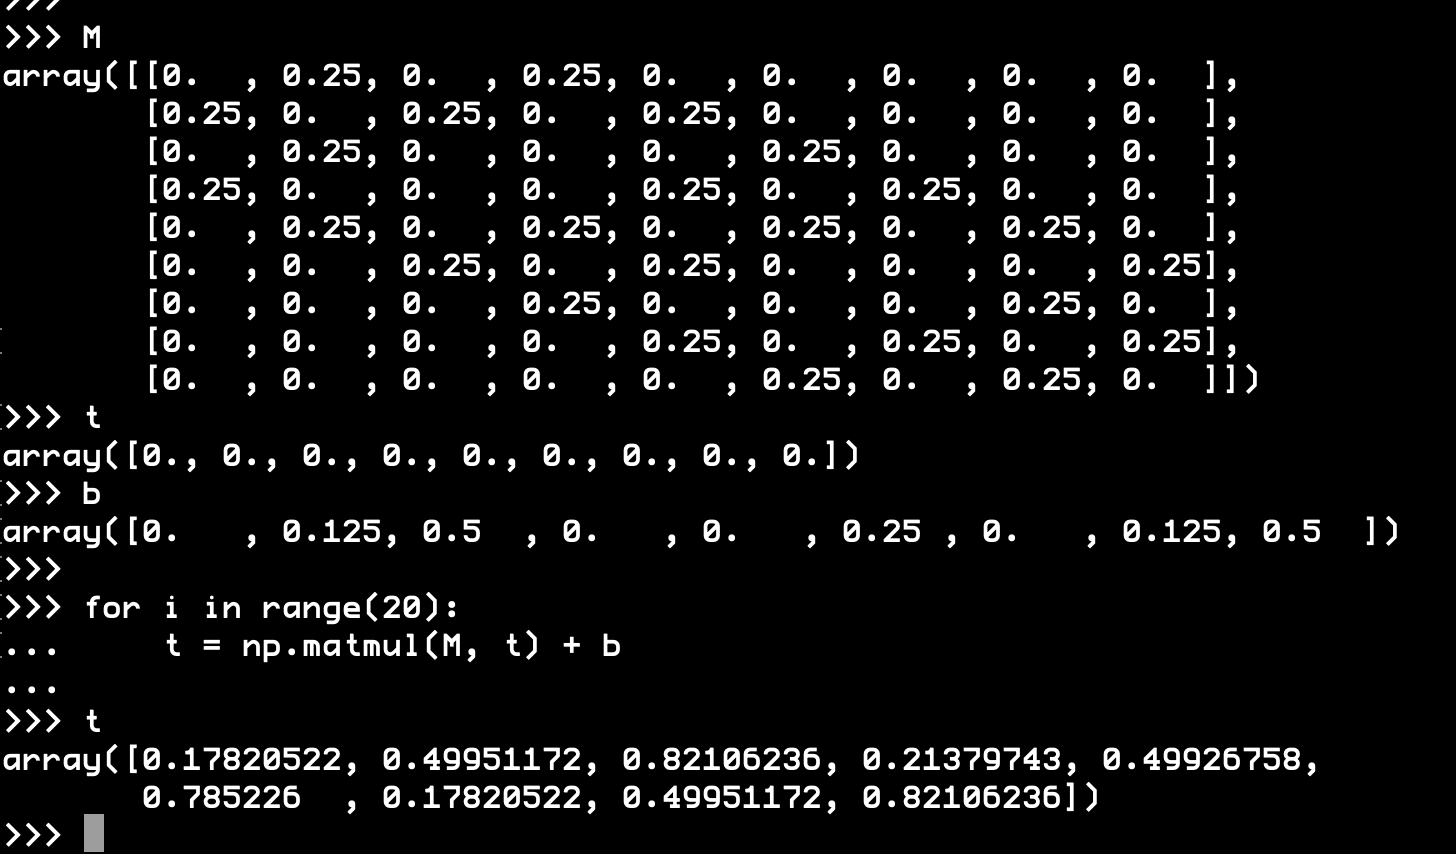 >>>
>>> M
array([[0.  , 0.25, 0.  , 0.25, 0.  , 0.  , 0.  , 0.  , 0.  ],
       [0.25, 0.  , 0.25, 0.  , 0.25, 0.  , 0.  , 0.  , 0.  ],
       [0.  , 0.25, 0.  , 0.  , 0.  , 0.25, 0.  , 0.  , 0.  ],
       [0.25, 0.  , 0.  , 0.  , 0.25, 0.  , 0.25, 0.  , 0.  ],
       [0.  , 0.25, 0.  , 0.25, 0.  , 0.25, 0.  , 0.25, 0.  ],
       [0.  , 0.  , 0.25, 0.  , 0.25, 0.  , 0.  , 0.  , 0.25],
       [0.  , 0.  , 0.  , 0.25, 0.  , 0.  , 0.  , 0.25, 0.  ],
       [0.  , 0.  , 0.  , 0.  , 0.25, 0.  , 0.25, 0.  , 0.25],
       [0.  , 0.  , 0.  , 0.  , 0.  , 0.25, 0.  , 0.25, 0.  ]])
>>> t
array([0., 0., 0., 0., 0., 0., 0., 0., 0.])
>>> b
array([0.   , 0.125, 0.5  , 0.   , 0.   , 0.25 , 0.   , 0.125, 0.5  ])
>>>
>>> for i in range(20):
...     t = np.matmul(M, t) + b
...
>>> t
array([0.17820522, 0.49951172, 0.82106236, 0.21379743, 0.49926758,
       0.785226  , 0.17820522, 0.49951172, 0.82106236])
>>>